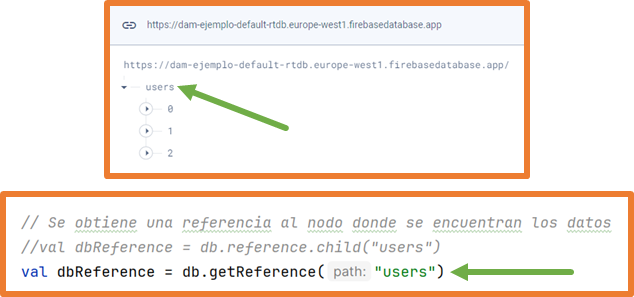 https://dam-ejemplo-default-rtdb.europe-west1.firebasedatabase.app
https://dam-ejemplo-default-rtdb.europe-west1.firebasedatabase.app/
users
0
1
2
// Se obtiene una referencia al nodo donde se encuentran los datos
//val dbReference = db.reference.child("users")
val dbReference = db.getReference( path: "users")